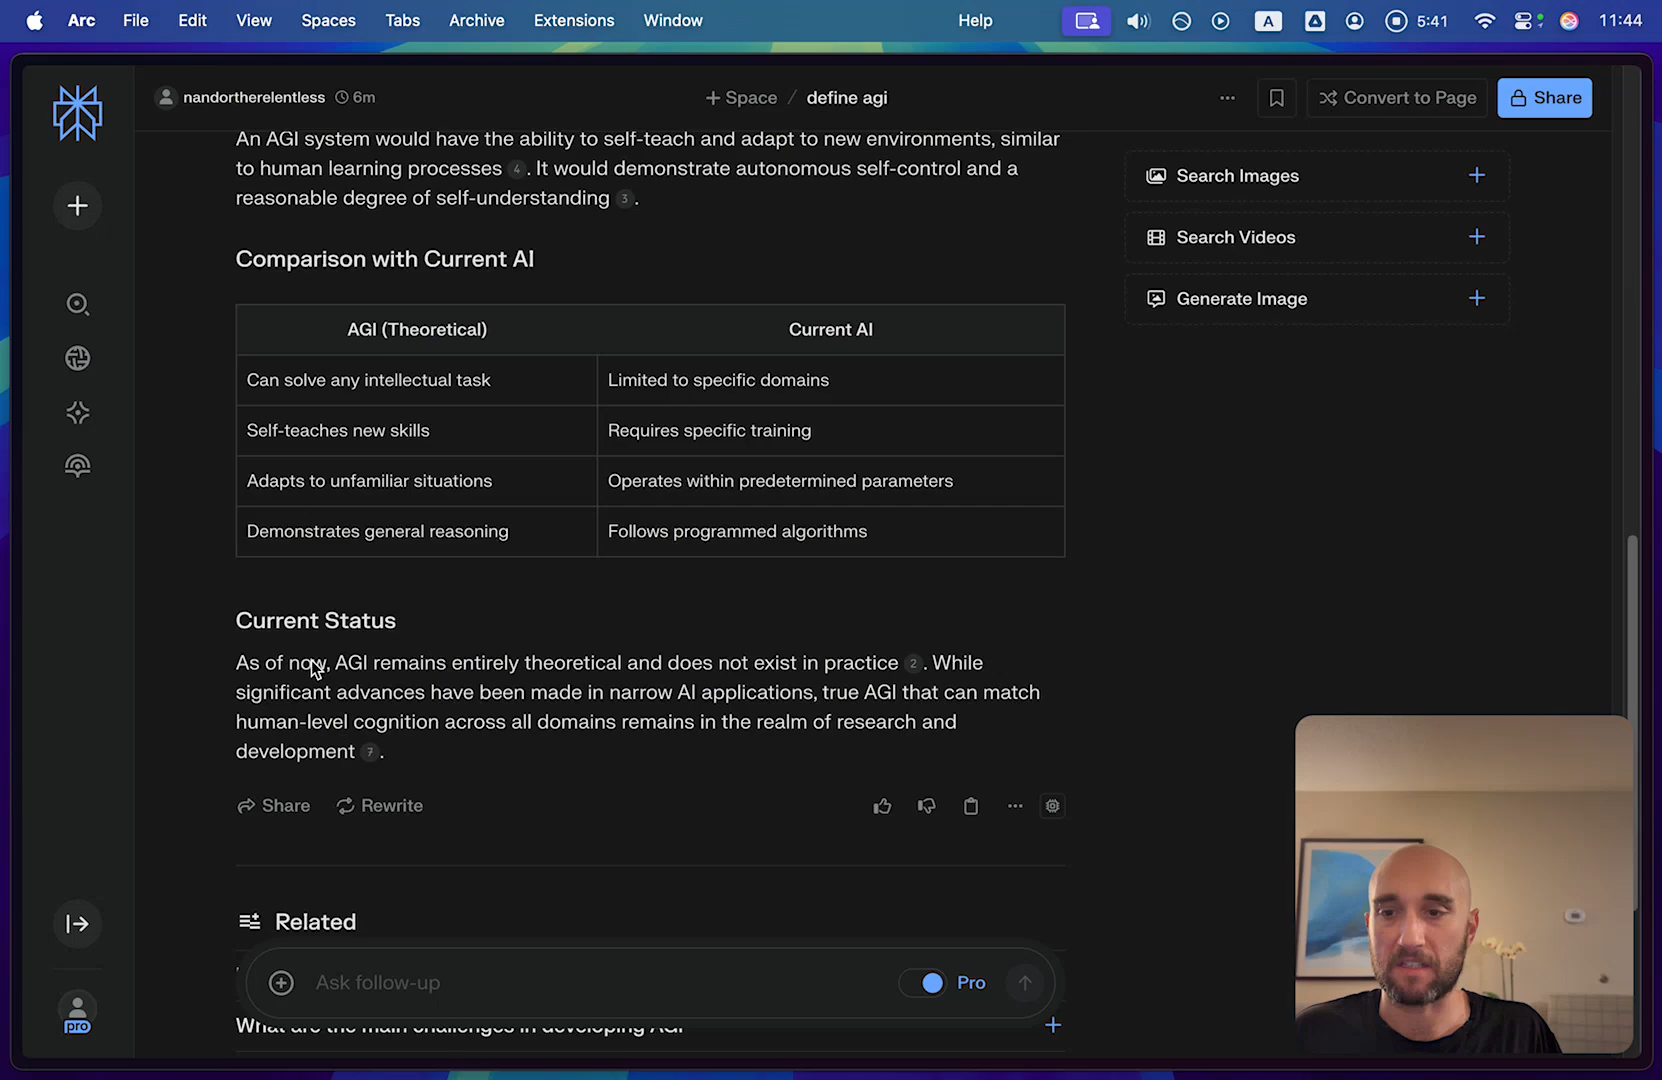 Arc File Edit View Spaces Tabs Archive Extensions Window Help A 5:41 11:44
nandortherelentless 6m
Space / define agi
Convert to Page
Share
An AGI system would have the ability to self-teach and adapt to new environments, similar
to human learning processes 4. It would demonstrate autonomous self-control and a
reasonable degree of self-understanding 3.
Search Images
Search Videos
Generate Image
Comparison with Current AI
AGI (Theoretical) Current AI
Can solve any intellectual task Limited to specific domains
Self-teaches new skills Requires specific training
Adapts to unfamiliar situations Operates within predetermined parameters
Demonstrates general reasoning Follows programmed algorithms
Current Status
As of now, AGI remains entirely theoretical and does not exist in practice 2. While
significant advances have been made in narrow AI applications, true AGI that can match
human-level cognition across all domains remains in the realm of research and
development 7.
Share Rewrite
Related
Ask follow-up
Pro
What are the main challenges in developing AGI
pro